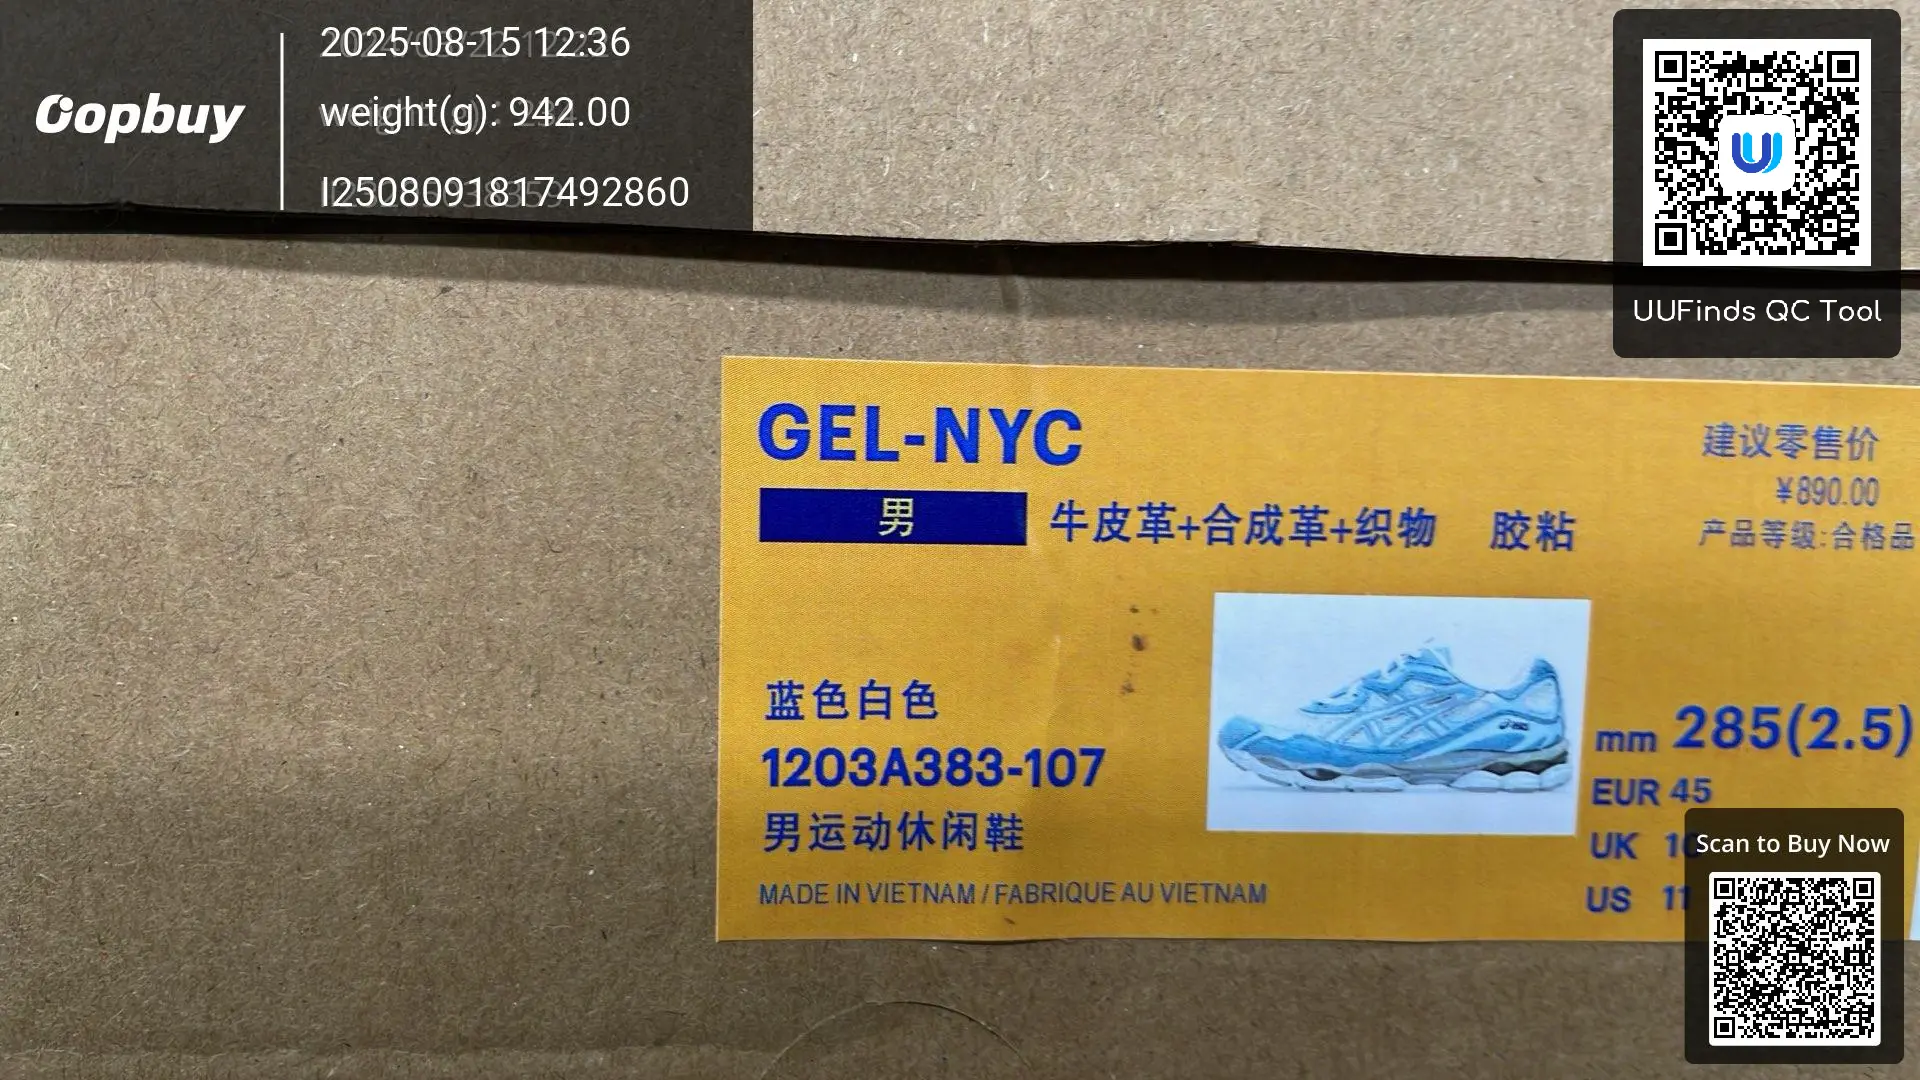 Oopbuy
2025-08-15 12:36
weight(g): 942.00
I2508091817492860
UUFinds QC Tool
GEL-NYC
建议零售价
¥890.00
男
牛皮革+合成革+织物 胶粘
产品等级:合格品
蓝色白色
1203A383-107
男运动休闲鞋
MADE IN VIETNAM / FABRIQUE AU VIETNAM
mm 285(2.5)
EUR 45
UK 10
US 11
Scan to Buy Now